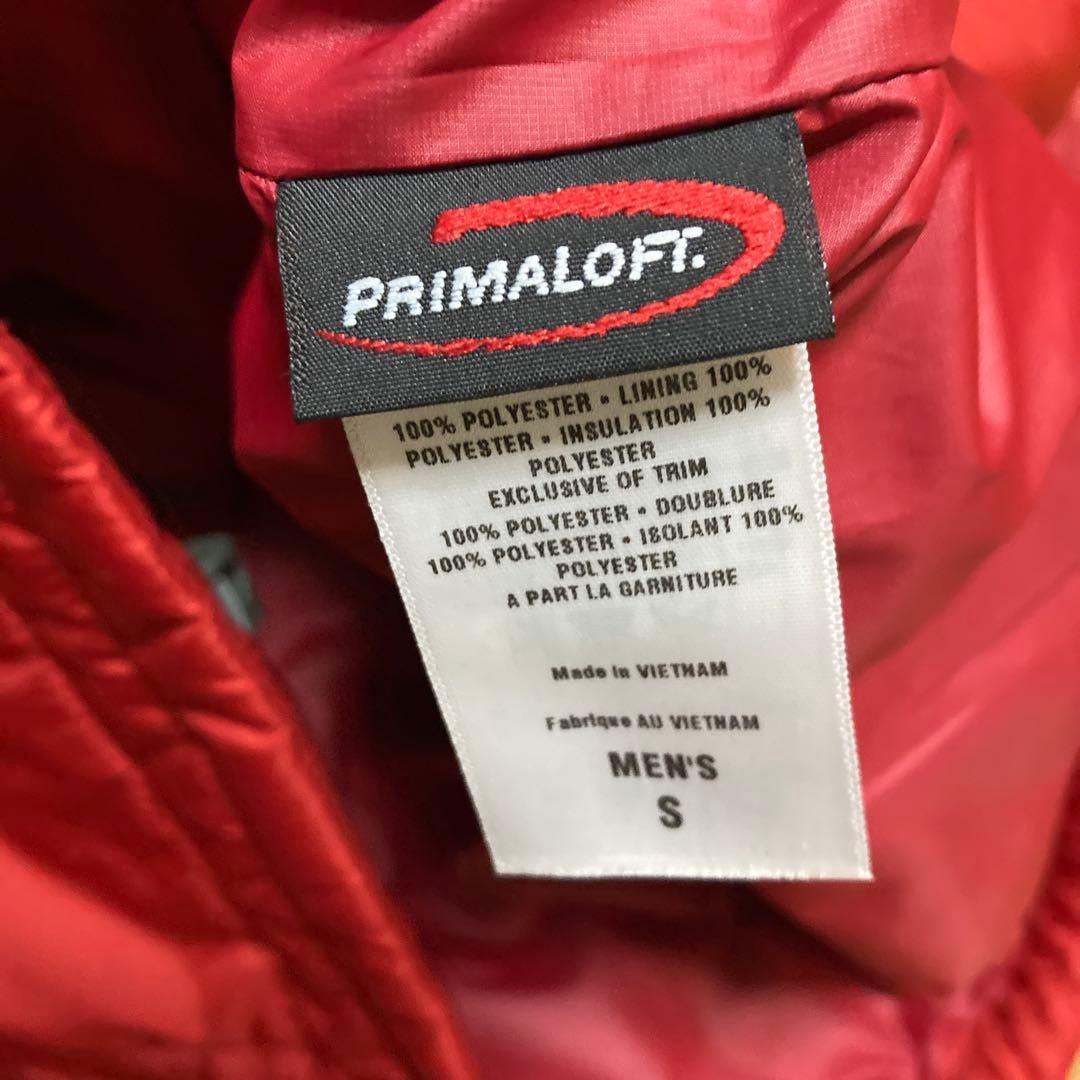 PRIMALOFT.
100% POLYESTER • LINING 100%
POLYESTER • INSULATION 100%
POLYESTER
EXCLUSIVE OF TRIM
100% POLYESTER • DOUBLURE
100% POLYESTER • ISOLANT 100%
POLYESTER
A PART LA GARNITURE
Made in VIETNAM
Fabrique AU VIETNAM
MEN'S
S